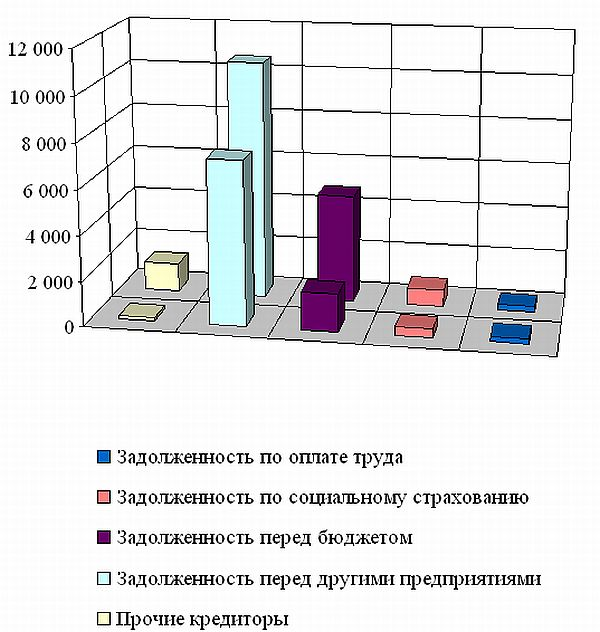 12 000
10 000
8 000
6 000
4 000
2 000
0
Задолженность по оплате труда
Задолженность по социальному страхованию
Задолженность перед бюджетом
Задолженность перед другими предприятиями
Прочие кредиторы